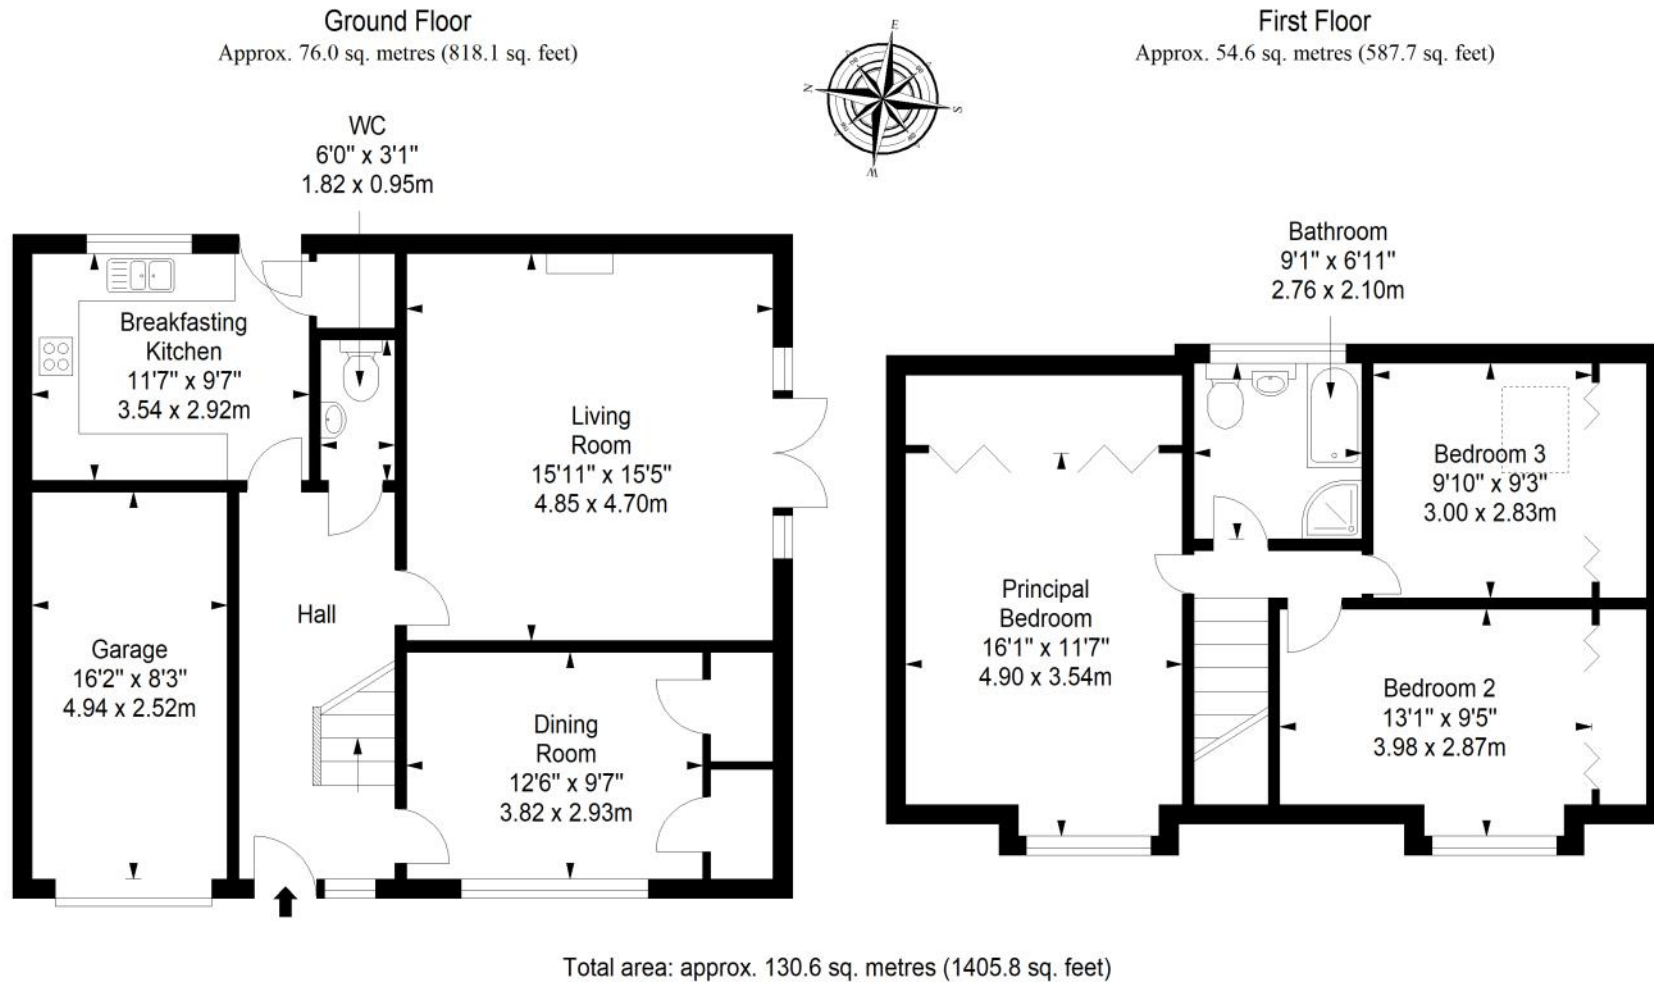 Ground Floor
Approx. 76.0 sq. metres (818.1 sq. feet)
First Floor
Approx. 54.6 sq. metres (587.7 sq. feet)
E
N
S
W
WC
6'0" x 3'1"
1.82 x 0.95m
Breakfasting
Kitchen
11'7" x 9'7"
3.54 x 2.92m
Living
Room
15'11" x 15'5"
4.85 x 4.70m
Hall
Garage
16'2" x 8'3"
4.94 x 2.52m
Dining
Room
12'6" x 9'7"
3.82 x 2.93m
Bathroom
9'1" x 6'11"
2.76 x 2.10m
Bedroom 3
9'10" x 9'3"
3.00 x 2.83m
Principal
Bedroom
16'1" x 11'7"
4.90 x 3.54m
Bedroom 2
13'1" x 9'5"
3.98 x 2.87m
Total area: approx. 130.6 sq. metres (1405.8 sq. feet)